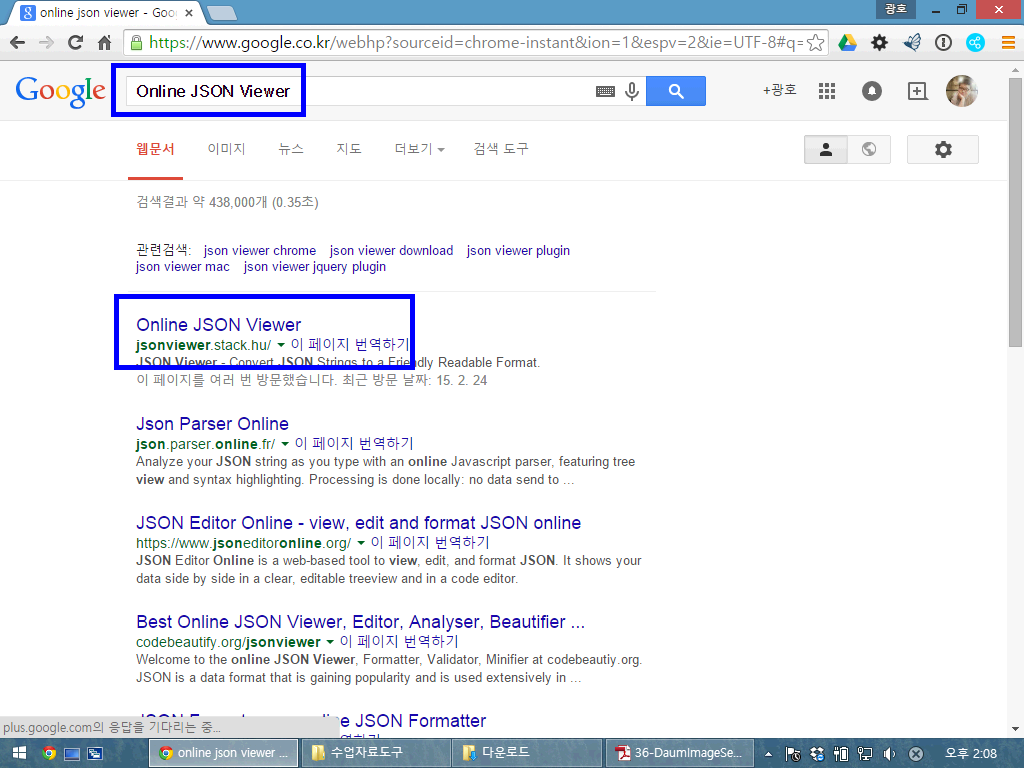 online json viewer - Goo
광호
https://www.google.co.kr/webhp?sourceid=chrome-instant&ion=1&espv=2&ie=UTF-8#q=
Google
Online JSON Viewer
+광호
웹문서 이미지 뉴스 지도 더보기 검색 도구
검색결과 약 438,000개 (0.35초)
관련검색: json viewer chrome json viewer download json viewer plugin
json viewer mac json viewer jquery plugin
Online JSON Viewer
jsonviewer.stack.hu/ 이 페이지 번역하기
JSON Viewer - Convert JSON Strings to a Friendly Readable Format.
이 페이지를 여러 번 방문했습니다. 최근 방문 날짜: 15. 2. 24
Json Parser Online
json.parser.online.fr/ 이 페이지 번역하기
Analyze your JSON string as you type with an online Javascript parser, featuring tree
view and syntax highlighting. Processing is done locally: no data send to ...
JSON Editor Online - view, edit and format JSON online
https://www.jsoneditoronline.org/ 이 페이지 번역하기
JSON Editor Online is a web-based tool to view, edit, and format JSON. It shows your
data side by side in a clear, editable treeview and in a code editor.
Best Online JSON Viewer, Editor, Analyser, Beautifier ...
codebeautify.org/jsonviewer 이 페이지 번역하기
Welcome to the online JSON Viewer, Formatter, Validator, Minifier at codebeautiy.org.
JSON is a data format that is gaining popularity and is used extensively in ...
JSON Formatter
plus.google.com의 응답을 기다리는 중...
online json viewer ...
수업자료도구
다운로드
36-DaumImageSe...
오후 2:08